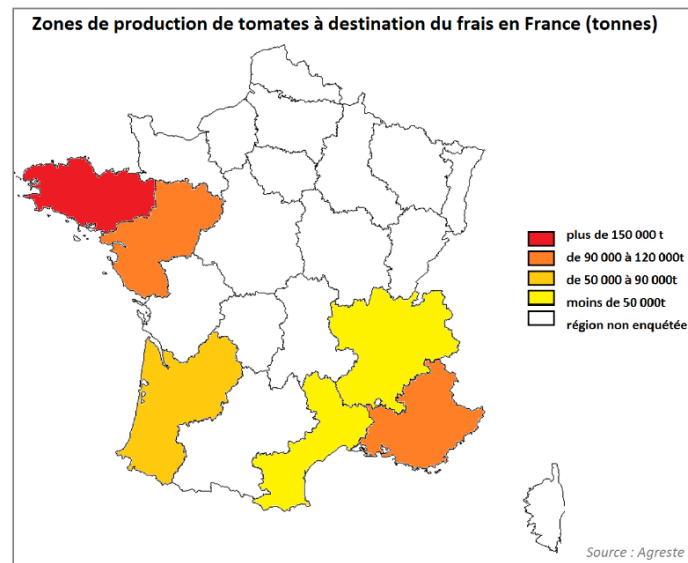 Zones de production de tomates à destination du frais en France (tonnes)
plus de 150 000 t
de 90 000 à 120 000t
de 50 000 à 90 000t
moins de 50 000t
région non enquêtée
Source : Agreste